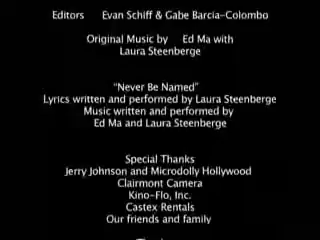 Editors Evan Schiff & Gabe Barcia-Colombo
Original Music by Ed Ma with
Laura Steenberge
“Never Be Named”
Lyrics written and performed by Laura Steenberge
Music written and performed by
Ed Ma and Laura Steenberge
Special Thanks
Jerry Johnson and Microdolly Hollywood
Clairmont Camera
Kino-Flo, Inc.
Castex Rentals
Our friends and family